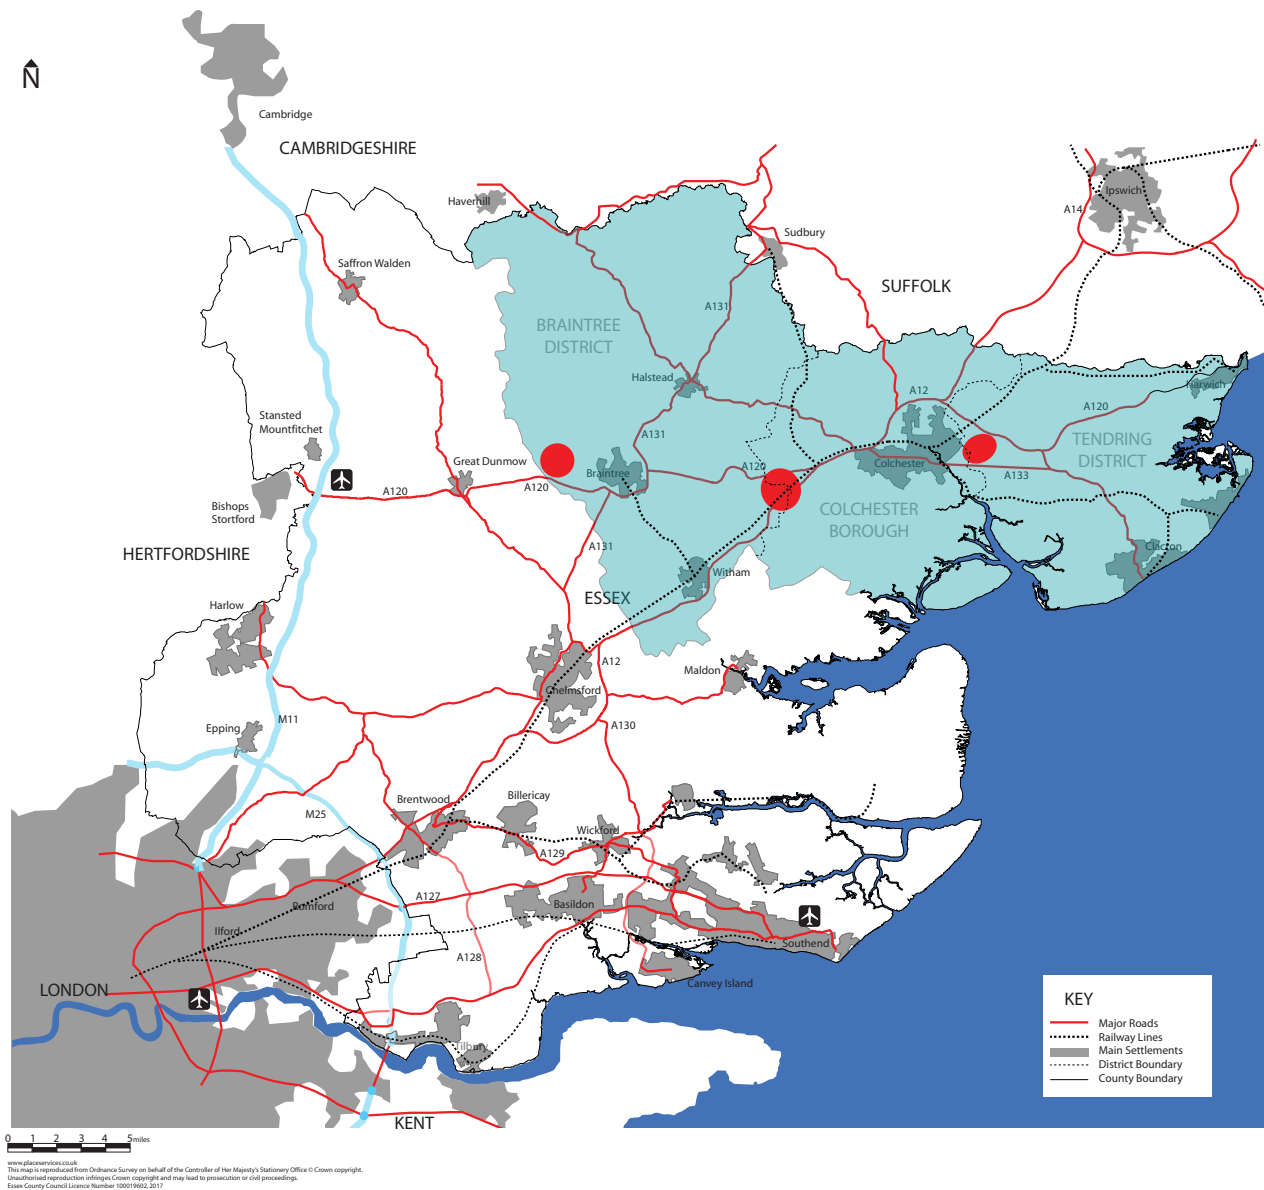 N
Cambridge
CAMBRIDGESHIRE
Haverhill
Ipswich
A14
Sudbury
Saffron Walden
SUFFOLK
A131
BRAINTREE
DISTRICT
Halstead
A12
Harwich
A120
Stansted
Mountfitchet
A131
TENDRING
DISTRICT
Great Dunmow
Braintree
A120
Colchester
A133
A120
A120
Bishops
Stortford
COLCHESTER
BOROUGH
HERTFORDSHIRE
A131
Clacton
Witham
ESSEX
Harlow
A12
Maldon
Chelmsford
M11
Epping
A130
Brentwood
Billericay
M25
Wickford
A129
A127
Basildon
Romford
Ilford
Southend
A128
Canvey Island
LONDON
Tilbury
KENT
KEY
Major Roads
Railway Lines
Main Settlements
District Boundary
County Boundary
0 1 2 3 4 5miles
www.placeservices.co.uk
This map is reproduced from Ordnance Survey on behalf of the Controller of Her Majesty's Stationery Office © Crown copyright.
Unauthorised reproduction infringes Crown copyright and may lead to prosecution or civil proceedings.
Essex County Council Licence Number 100019602, 2017